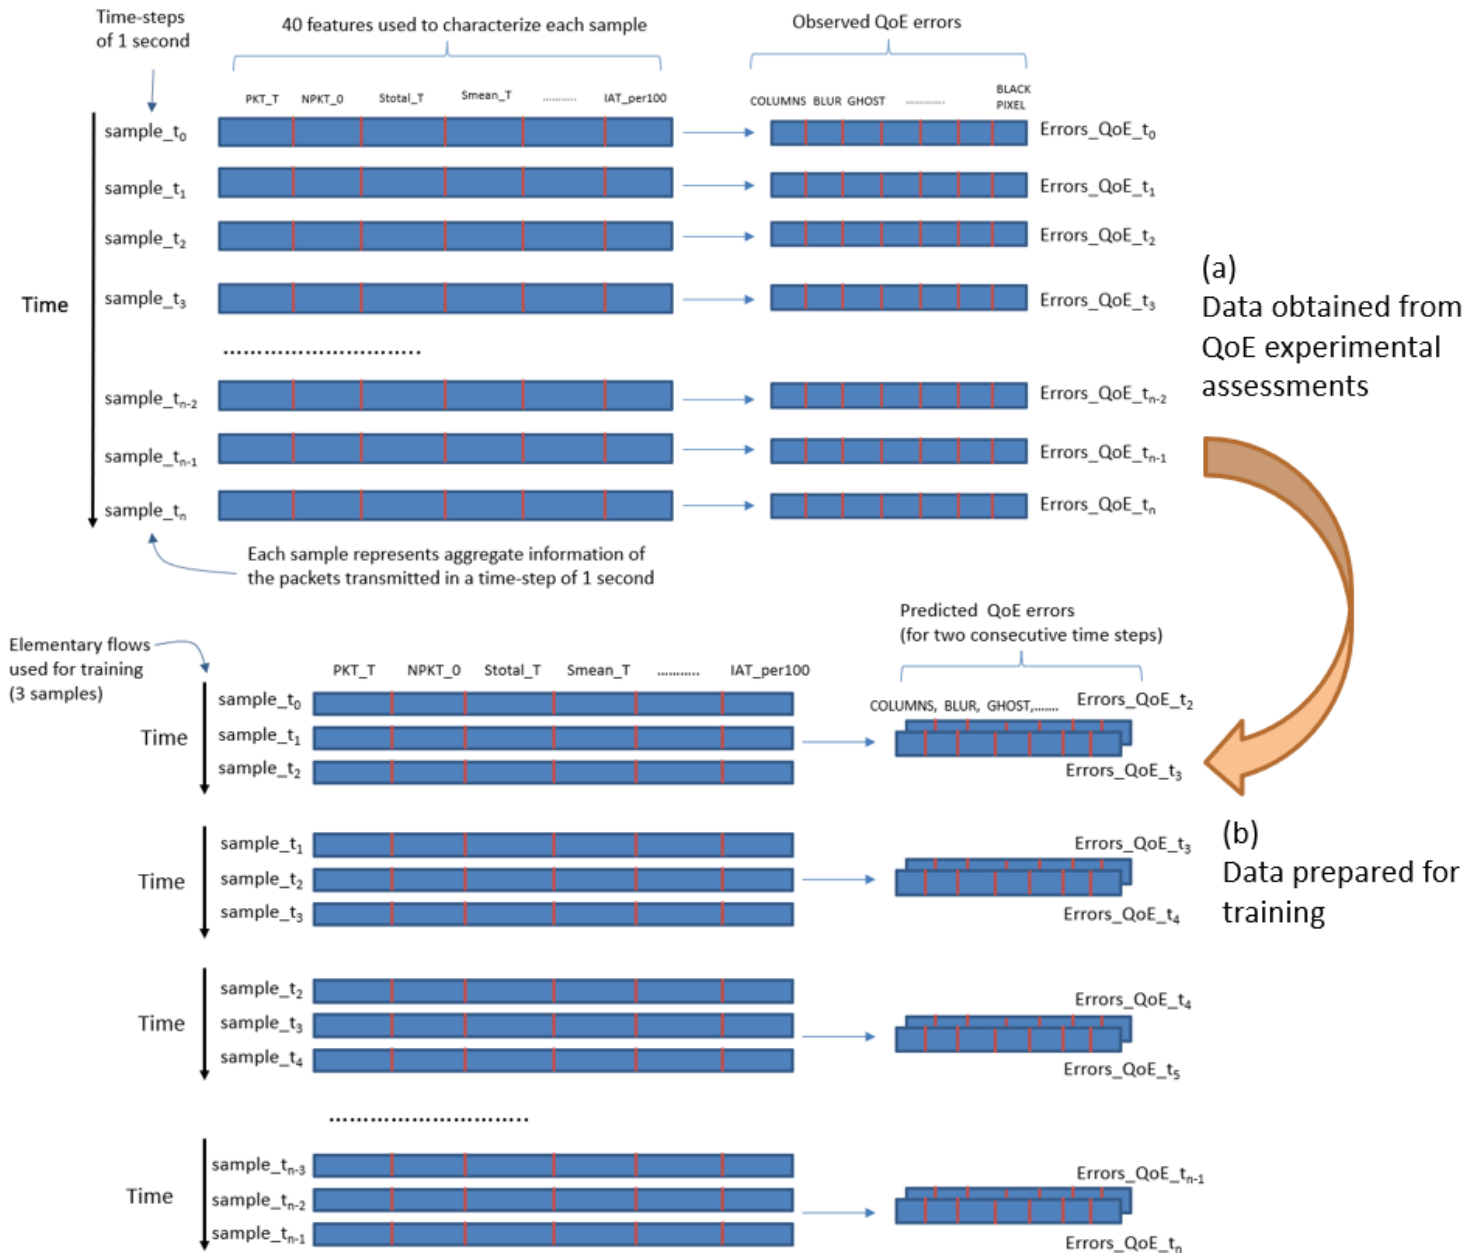 Time-steps
of 1 second
40 features used to characterize each sample
Observed QoE errors
PKT_T NPKT_0 Stotal_T Smean_T ........... IAT_per100
COLUMNS BLUR GHOST ............ BLACK
PIXEL
sample_t0 Errors_QoE_t0
sample_t1 Errors_QoE_t1
sample_t2 Errors_QoE_t2
sample_t3 Errors_QoE_t3
Time
............................
sample_tn-2 Errors_QoE_tn-2
sample_tn-1 Errors_QoE_tn-1
sample_tn Errors_QoE_tn
Each sample represents aggregate information of
the packets transmitted in a time-step of 1 second
(a)
Data obtained from
QoE experimental
assessments
Elementary flows
used for training
(3 samples)
Predicted QoE errors
(for two consecutive time steps)
PKT_T NPKT_0 Stotal_T Smean_T ........... IAT_per100
COLUMNS, BLUR, GHOST,....... Errors_QoE_t2
sample_t0
Time sample_t1
sample_t2 Errors_QoE_t3
sample_t1 Errors_QoE_t3
Time sample_t2
sample_t3 Errors_QoE_t4
(b)
Data prepared for
training
sample_t2 Errors_QoE_t4
Time sample_t3
sample_t4 Errors_QoE_t5
............................
sample_tn-3 Errors_QoE_tn-1
Time sample_tn-2
sample_tn-1 Errors_QoE_tn